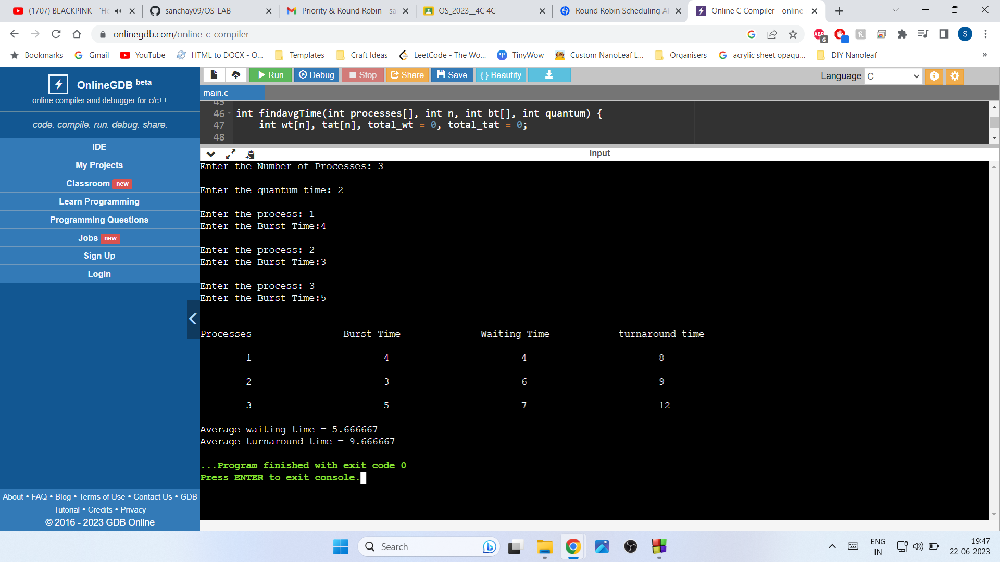 (1707) BLACKPINK - 'Ho
sanchay09/OS-LAB
Priority & Round Robin - sa
OS_2023__4C 4C
Round Robin Scheduling Al
Online C Compiler - online
onlinegdb.com/online_c_compiler
ABP
6
S
Bookmarks
Gmail
YouTube
HTML to DOCX - O...
Templates
Craft Ideas
LeetCode - The Wo...
TinyWow
Custom NanoLeaf L...
Organisers
acrylic sheet opaqu...
DIY Nanoleaf
»
OnlineGDB beta
online compiler and debugger for c/c++
code. compile. run. debug. share.
IDE
My Projects
Classroom new
Learn Programming
Programming Questions
Jobs new
Sign Up
Login
About • FAQ • Blog • Terms of Use • Contact Us • GDB
Tutorial • Credits • Privacy
© 2016 - 2023 GDB Online
Run
Debug
Stop
Share
Save
{ } Beautify
Language C
main.c
45
46 int findavgTime(int processes[], int n, int bt[], int quantum) {
47 int wt[n], tat[n], total_wt = 0, total_tat = 0;
48
input
Enter the Number of Processes: 3
Enter the quantum time: 2
Enter the process: 1
Enter the Burst Time:4
Enter the process: 2
Enter the Burst Time:3
Enter the process: 3
Enter the Burst Time:5
Processes Burst Time Waiting Time turnaround time
1 4 4 8
2 3 6 9
3 5 7 12
Average waiting time = 5.666667
Average turnaround time = 9.666667
...Program finished with exit code 0
Press ENTER to exit console.
Search
ENG
IN
19:47
22-06-2023